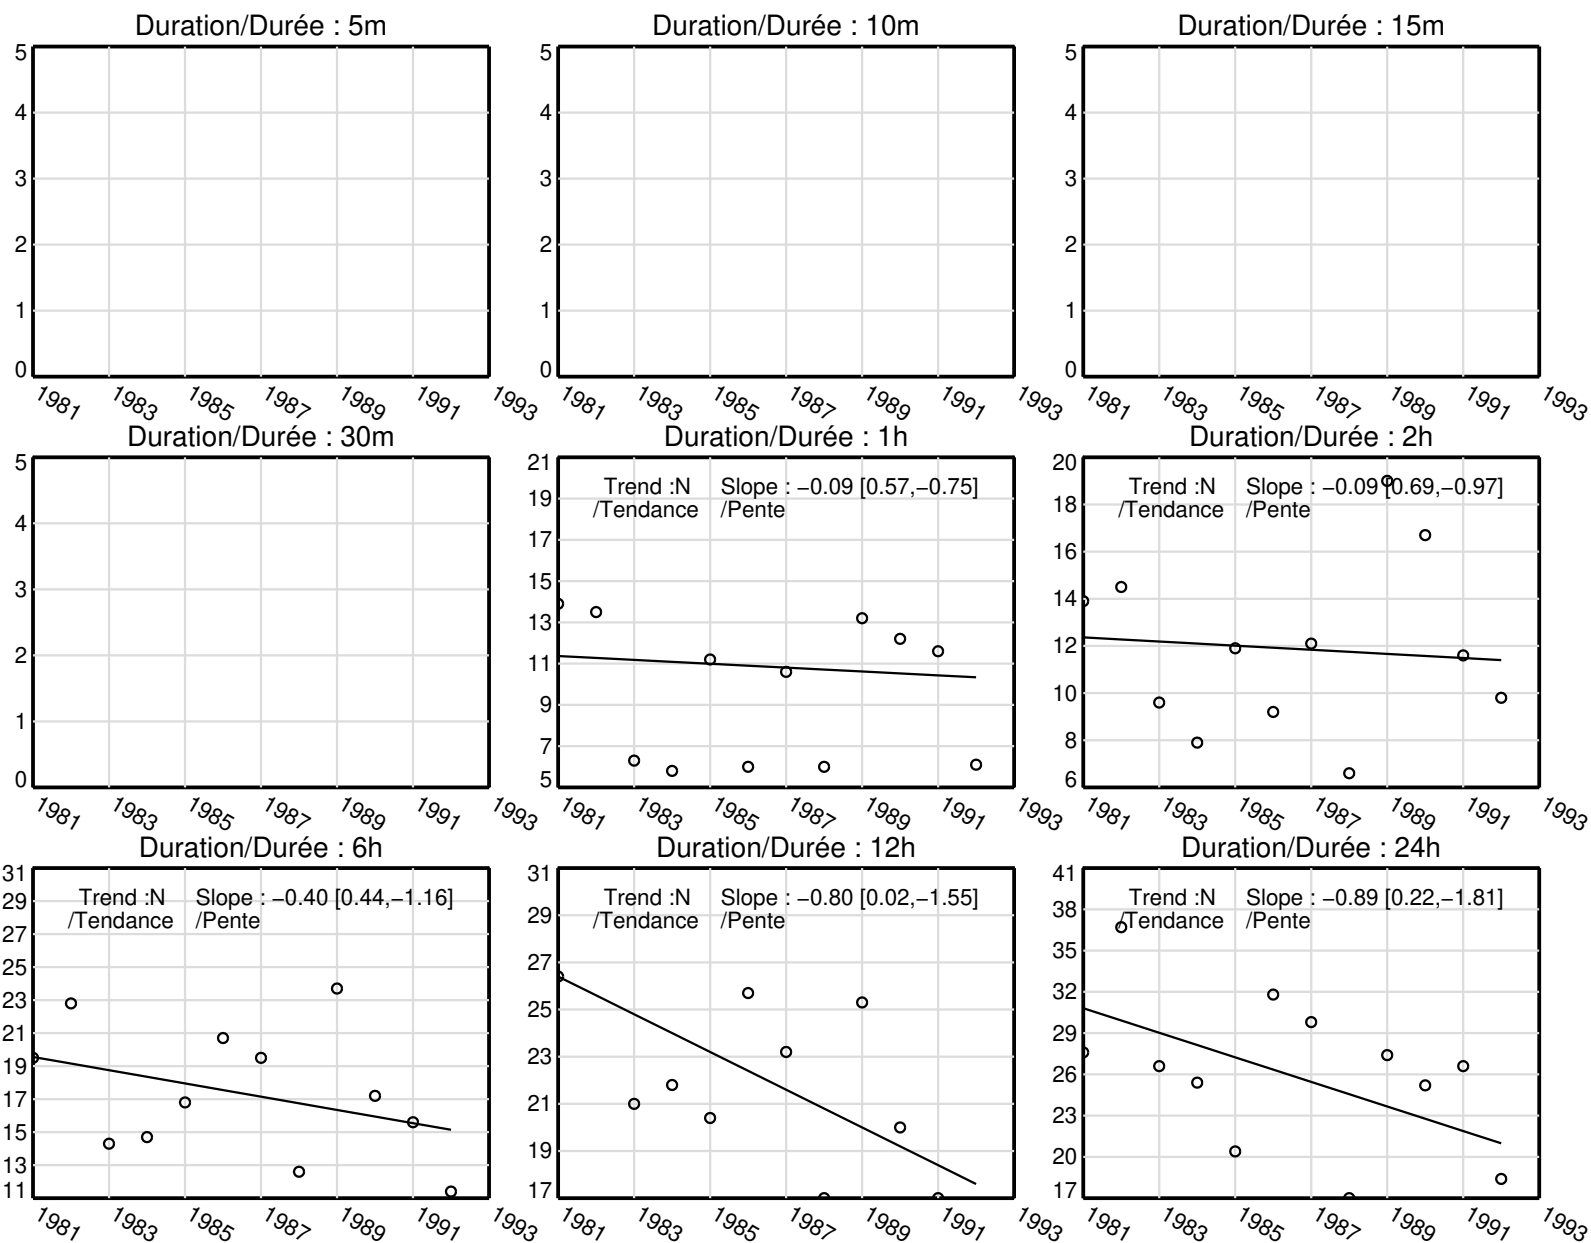 Duration/Durée : 5m
5
4
3
2
1
0
1981 1983 1985 1987 1989 1991 1993
Duration/Durée : 10m
5
4
3
2
1
0
1981 1983 1985 1987 1989 1991 1993
Duration/Durée : 15m
5
4
3
2
1
0
1981 1983 1985 1987 1989 1991 1993
Duration/Durée : 30m
5
4
3
2
1
0
1981 1983 1985 1987 1989 1991 1993
Duration/Durée : 1h
Trend :N Slope : −0.09 [0.57,−0.75]
/Tendance /Pente
21
19
17
15
13
11
9
7
5
1981 1983 1985 1987 1989 1991 1993
Duration/Durée : 2h
Trend :N Slope : −0.09 [0.69,−0.97]
/Tendance /Pente
20
18
16
14
12
10
8
6
1981 1983 1985 1987 1989 1991 1993
Duration/Durée : 6h
Trend :N Slope : −0.40 [0.44,−1.16]
/Tendance /Pente
31
29
27
25
23
21
19
17
15
13
11
1981 1983 1985 1987 1989 1991 1993
Duration/Durée : 12h
Trend :N Slope : −0.80 [0.02,−1.55]
/Tendance /Pente
31
29
27
25
23
21
19
17
1981 1983 1985 1987 1989 1991 1993
Duration/Durée : 24h
Trend :N Slope : −0.89 [0.22,−1.81]
/Tendance /Pente
41
38
35
32
29
26
23
20
17
1981 1983 1985 1987 1989 1991 1993